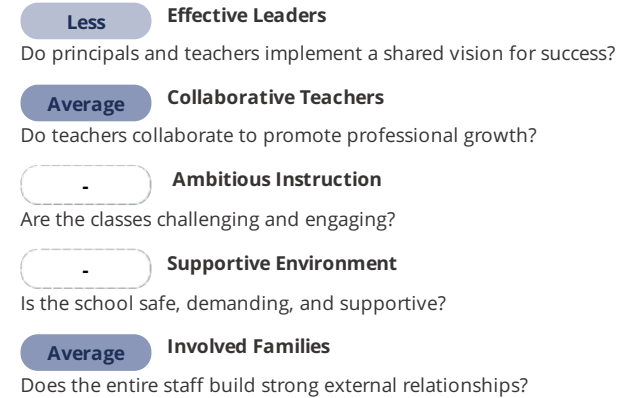 Less Effective Leaders
Do principals and teachers implement a shared vision for success?
Average Collaborative Teachers
Do teachers collaborate to promote professional growth?
- Ambitious Instruction
Are the classes challenging and engaging?
- Supportive Environment
Is the school safe, demanding, and supportive?
Average Involved Families
Does the entire staff build strong external relationships?